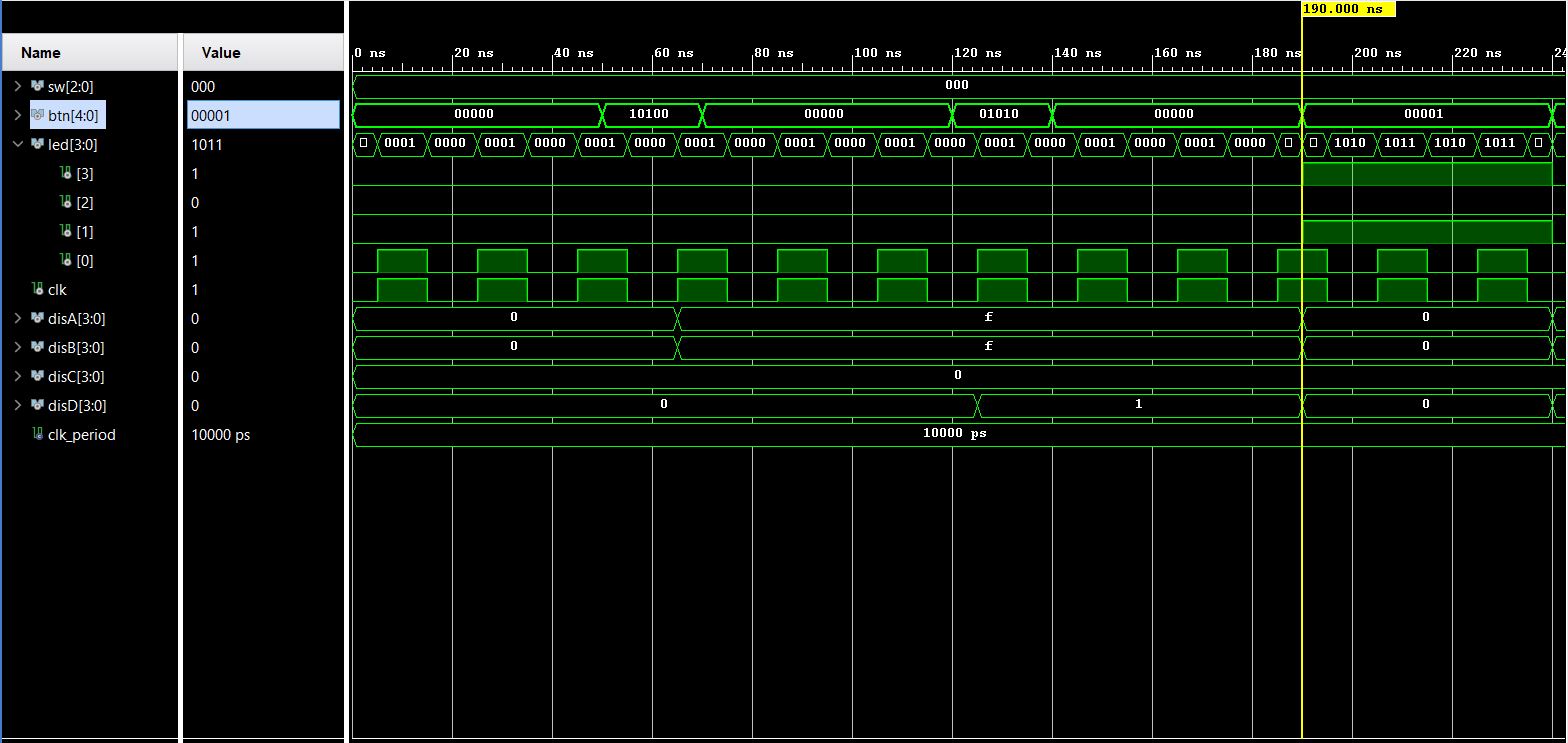 190.000 ns
Name Value
0 ns 20 ns 40 ns 60 ns 80 ns 100 ns 120 ns 140 ns 160 ns 180 ns 200 ns 220 ns
sw[2:0] 000 000
btn[4:0] 00001 00000 10100 00000 01010 00000 00001
led[3:0] 1011 0001 0000 0001 0000 0001 0000 0001 0000 0001 0000 0001 0000 0001 0000 0001 0000 0001 0000 1010 1011 1010 1011
[3] 1
[2] 0
[1] 1
[0] 1
clk 1
disA[3:0] 0 0 f 0
disB[3:0] 0 0 f 0
disC[3:0] 0 0
disD[3:0] 0 0 1 0
clk_period 10000 ps 10000 ps